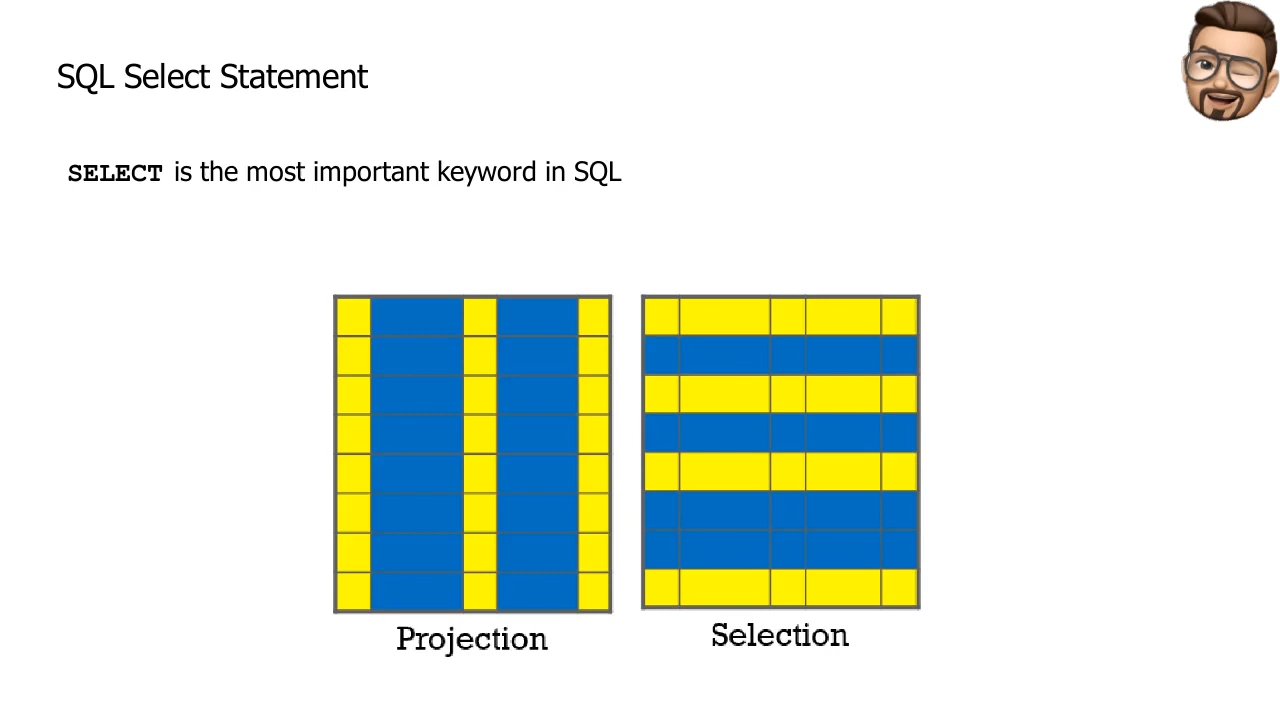 SQL Select Statement
SELECT is the most important keyword in SQL
Projection
Selection